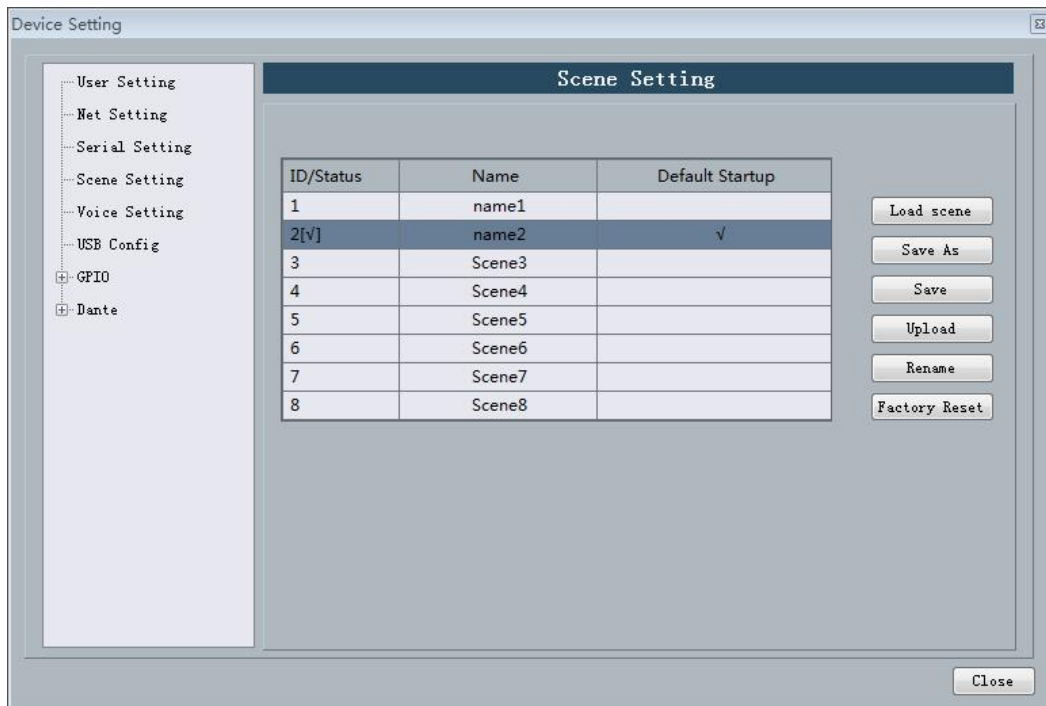 Device Setting
User Setting
Net Setting
Serial Setting
Scene Setting
Voice Setting
USB Config
GPIO
Dante
Scene Setting
ID/Status Name Default Startup
1 name1
2[√] name2 √
3 Scene3
4 Scene4
5 Scene5
6 Scene6
7 Scene7
8 Scene8
Load scene
Save As
Save
Upload
Rename
Factory Reset
Close